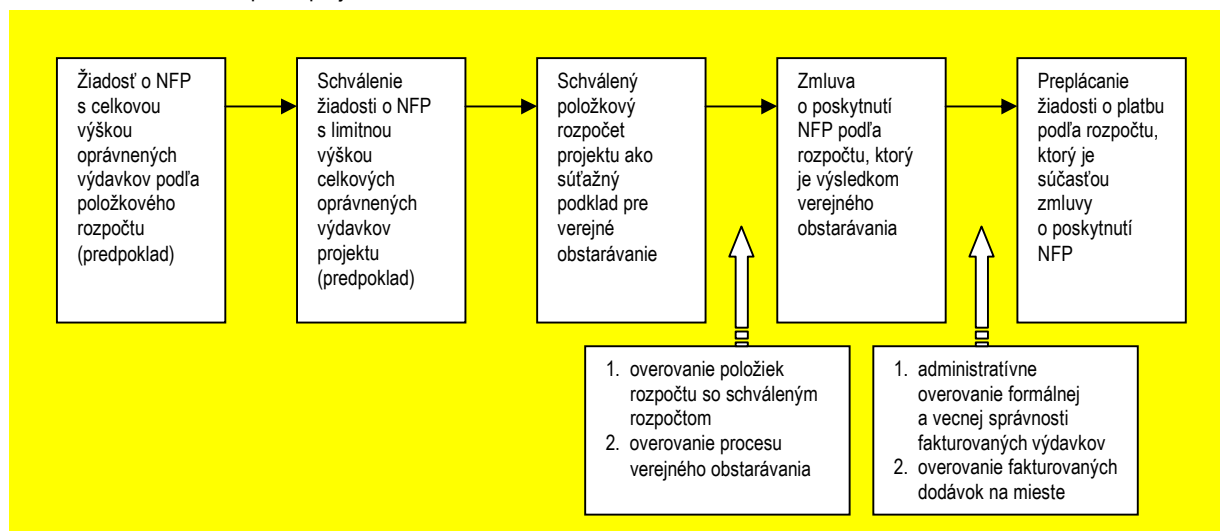 Žiadosť o NFP
s celkovou
výškou
oprávnených
výdavkov podľa
položkového
rozpočtu
(predpoklad)
Schválenie
žiadosti o NFP
s limitnou
výškou
celkových
oprávnených
výdavkov
projektu
(predpoklad)
Schválený
položkový
rozpočet
projektu ako
súťažný
podklad pre
verejné
obstarávanie
Zmluva
o poskytnutí
NFP podľa
rozpočtu, ktorý
je výsledkom
verejného
obstarávania
Preplácanie
žiadosti o platbu
podľa rozpočtu,
ktorý je
súčasťou
zmluvy
o poskytnutí
NFP
1. overovanie položiek
rozpočtu so schváleným
rozpočtom
2. overovanie procesu
verejného obstarávania
1. administratívne
overovanie formálnej
a vecnej správnosti
fakturovaných výdavkov
2. overovanie fakturovaných
dodávok na mieste